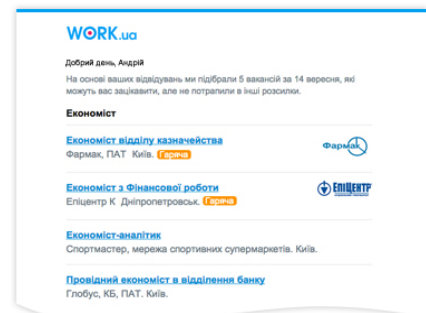 WORK.ua
Добрий день, Андрій
На основі ваших відвідувань ми підібрали 5 вакансій за 14 вересня, які
можуть вас зацікавити, але не потрапили в інші розсилки.
Економіст
Економіст відділу казначейства
Фармак, ПАТ Київ. Гаряча
Фармак
Економіст з Фінансової роботи
Епіцентр К Дніпропетровськ. Гаряча
ЕПІЦЕНТР
Економіст-аналітик
Спортмастер, мережа спортивних супермаркетів. Київ.
Провідний економіст в відділення банку
Глобус, КБ, ПАТ. Київ.